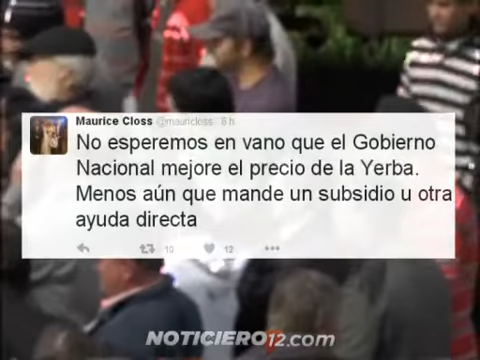 Maurice Closs @mauricloss · 8 h
No esperemos en vano que el Gobierno
Nacional mejore el precio de la Yerba.
Menos aún que mande un subsidio u otra
ayuda directa
10 12
NOTICIERO12.com